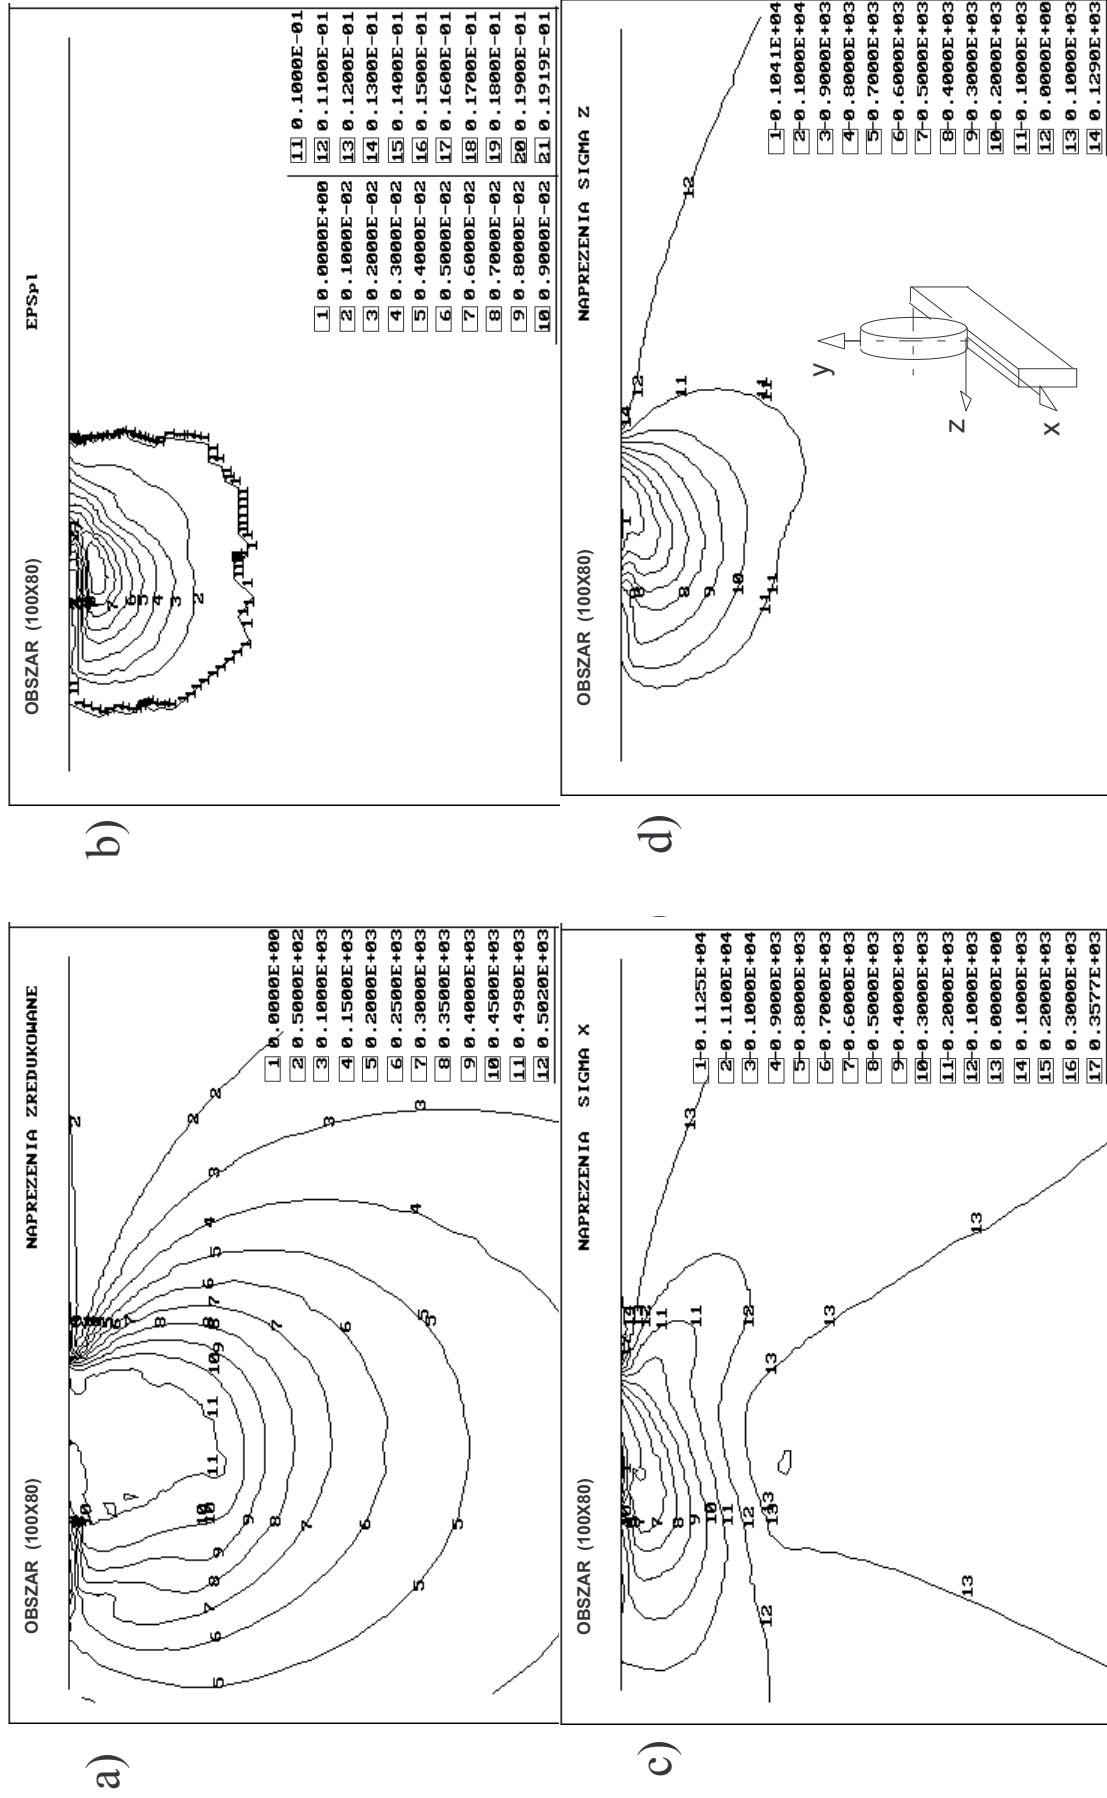 a)
OBSZAR (100X80)
NAPREZENIA ZREDUKOWANE
1 0.0000E+00
2 0.5000E+02
3 0.1000E+03
4 0.1500E+03
5 0.2000E+03
6 0.2500E+03
7 0.3000E+03
8 0.3500E+03
9 0.4000E+03
10 0.4500E+03
11 0.4980E+03
12 0.5020E+03
b)
OBSZAR (100X80)
EPSpl
1 0.0000E+00
2 0.1000E-02
3 0.2000E-02
4 0.3000E-02
5 0.4000E-02
6 0.5000E-02
7 0.6000E-02
8 0.7000E-02
9 0.8000E-02
10 0.9000E-02
11 0.1000E-01
12 0.1100E-01
13 0.1200E-01
14 0.1300E-01
15 0.1400E-01
16 0.1500E-01
17 0.1600E-01
18 0.1700E-01
19 0.1800E-01
20 0.1900E-01
21 0.1919E-01
c)
OBSZAR (100X80)
NAPREZENIA SIGMA X
1-0.1125E+04
2-0.1100E+04
3-0.1000E+04
4-0.9000E+03
5-0.8000E+03
6-0.7000E+03
7-0.6000E+03
8-0.5000E+03
9-0.4000E+03
10-0.3000E+03
11-0.2000E+03
12-0.1000E+03
13 0.0000E+00
14 0.1000E+03
15 0.2000E+03
16 0.3000E+03
17 0.3577E+03
d)
OBSZAR (100X80)
NAPREZENIA SIGMA Z
1-0.1041E+04
2-0.1000E+04
3-0.9000E+03
4-0.8000E+03
5-0.7000E+03
6-0.6000E+03
7-0.5000E+03
8-0.4000E+03
9-0.3000E+03
10-0.2000E+03
11-0.1000E+03
12 0.0000E+00
13 0.1000E+03
14 0.1290E+03
y
z
x